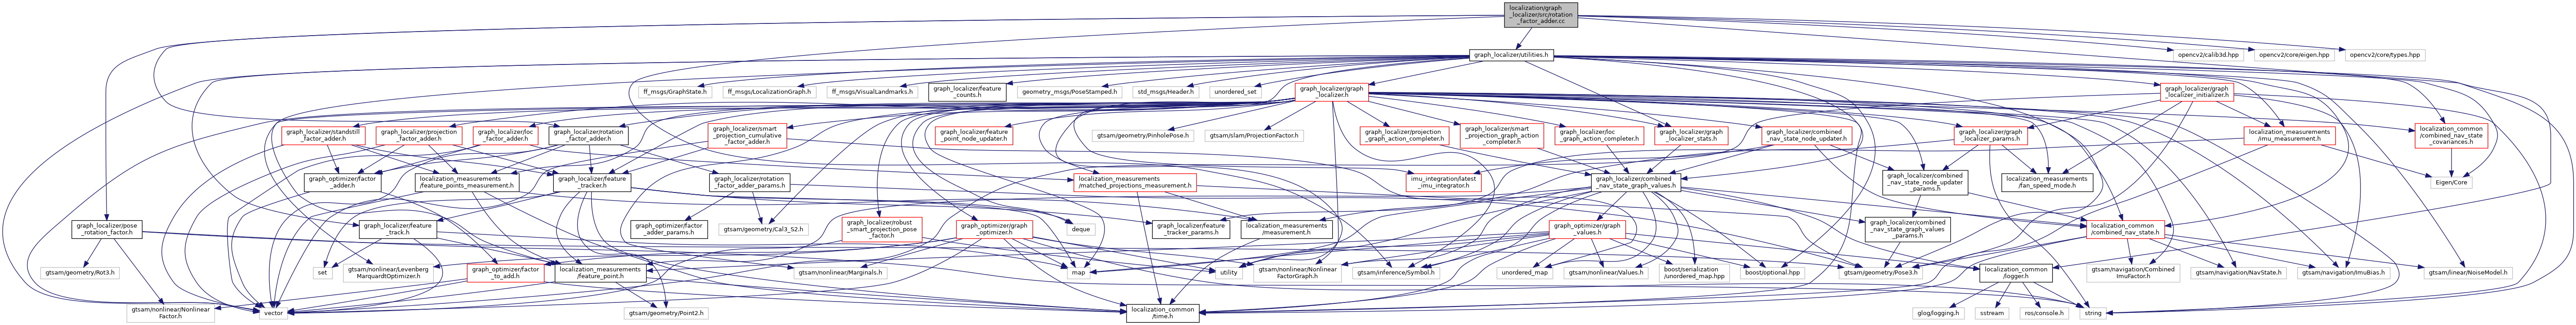 localization/graph
_localizer/src/rotation
_factor_adder.cc
graph_localizer/utilities.h
opencv2/calib3d.hpp
opencv2/core/eigen.hpp
opencv2/core/types.hpp
ff_msgs/GraphState.h
ff_msgs/LocalizationGraph.h
ff_msgs/VisualLandmarks.h
graph_localizer/feature
_counts.h
geometry_msgs/PoseStamped.h
std_msgs/Header.h
unordered_set
graph_localizer/graph
_localizer.h
graph_localizer/graph
_localizer_initializer.h
graph_localizer/standstill
_factor_adder.h
graph_localizer/projection
_factor_adder.h
graph_localizer/loc
_factor_adder.h
graph_localizer/rotation
_factor_adder.h
graph_localizer/smart
_projection_cumulative
_factor_adder.h
graph_localizer/feature
_point_node_updater.h
gtsam/geometry/PinholePose.h
gtsam/slam/ProjectionFactor.h
graph_localizer/projection
_graph_action_completer.h
graph_localizer/smart
_projection_graph_action
_completer.h
graph_localizer/loc
_graph_action_completer.h
graph_localizer/graph
_localizer_stats.h
graph_localizer/combined
_nav_state_node_updater.h
graph_localizer/graph
_localizer_params.h
localization_measurements
/imu_measurement.h
localization_common
/combined_nav_state
_covariances.h
graph_optimizer/factor
_adder.h
localization_measurements
/feature_points_measurement.h
graph_localizer/feature
_tracker.h
graph_localizer/rotation
_factor_adder_params.h
localization_measurements
/matched_projections_measurement.h
imu_integration/latest
_imu_integrator.h
graph_localizer/combined
_nav_state_graph_values.h
graph_localizer/combined
_nav_state_node_updater
_params.h
localization_measurements
/fan_speed_mode.h
Eigen/Core
graph_localizer/pose
_rotation_factor.h
graph_localizer/feature
_track.h
graph_optimizer/factor
_adder_params.h
gtsam/geometry/Cal3_S2.h
graph_localizer/robust
_smart_projection_pose
_factor.h
graph_optimizer/graph
_optimizer.h
deque
graph_localizer/feature
_tracker_params.h
localization_measurements
/measurement.h
graph_optimizer/graph
_values.h
graph_localizer/combined
_nav_state_graph_values
_params.h
localization_common
/combined_nav_state.h
gtsam/geometry/Rot3.h
set
gtsam/nonlinear/Levenberg
MarquardtOptimizer.h
graph_optimizer/factor
_to_add.h
localization_measurements
/feature_point.h
gtsam/nonlinear/Marginals.h
map
utility
gtsam/nonlinear/Nonlinear
FactorGraph.h
gtsam/inference/Symbol.h
unordered_map
gtsam/nonlinear/Values.h
boost/serialization
/unordered_map.hpp
boost/optional.hpp
gtsam/geometry/Pose3.h
localization_common
/logger.h
gtsam/navigation/Combined
ImuFactor.h
gtsam/navigation/NavState.h
gtsam/navigation/ImuBias.h
gtsam/linear/NoiseModel.h
gtsam/nonlinear/Nonlinear
Factor.h
vector
gtsam/geometry/Point2.h
localization_common
/time.h
glog/logging.h
sstream
ros/console.h
string